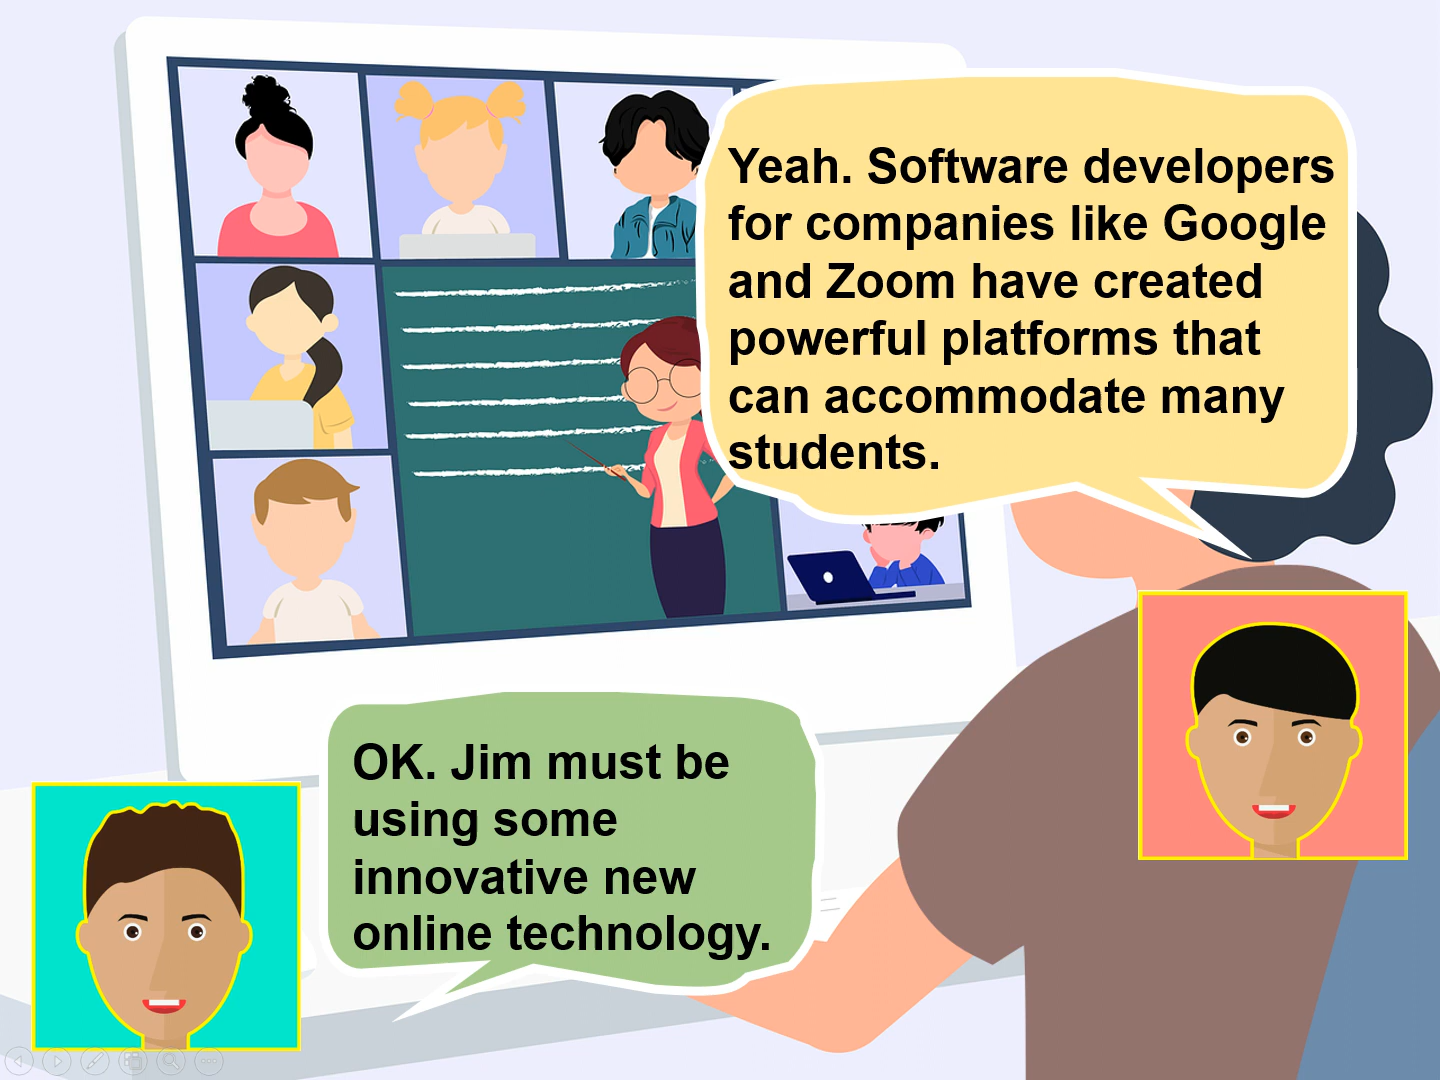 Yeah. Software developers
for companies like Google
and Zoom have created
powerful platforms that
can accommodate many
students.
OK. Jim must be
using some
innovative new
online technology.